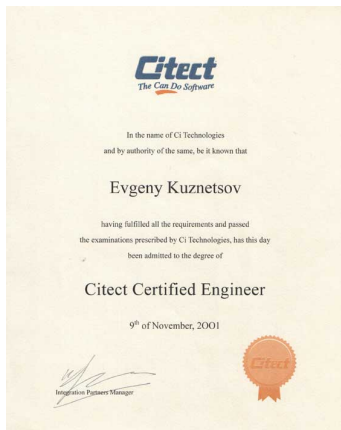 Citect
The Can Do Software
In the name of Ci Technologies
and by authority of the same, be it known that
Evgeny Kuznetsov
having fulfilled all the requirements and passed
the examinations prescribed by Ci Technologies, has this day
been admitted to the degree of
Citect Certified Engineer
9th of November, 2OO1
Citect
Integration Partners Manager